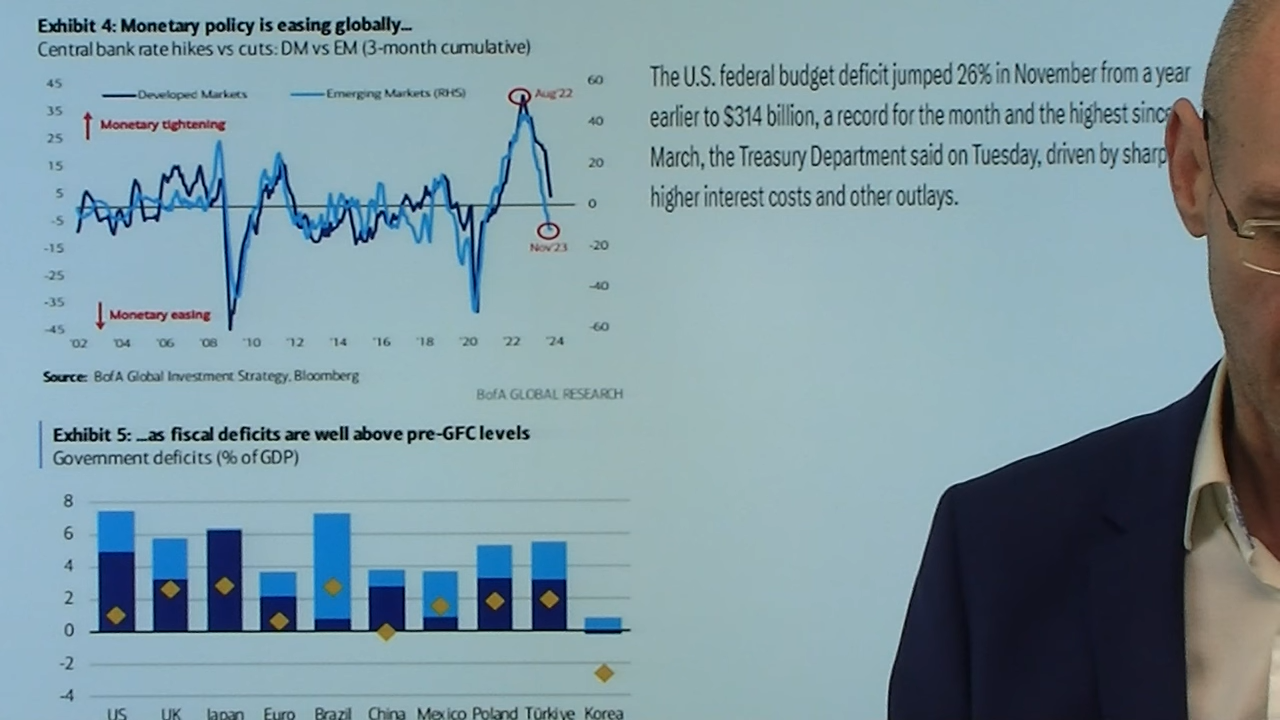 Exhibit 4: Monetary policy is easing globally...
Central bank rate hikes vs cuts: DM vs EM (3-month cumulative)
45
35
25
15
5
-5
-15
-25
-35
-45
Developed Markets
Emerging Markets (RHS)
Monetary tightening
Monetary easing
Aug'22
Nov'23
60
40
20
0
-20
-40
-60
'02 '04 '06 '08 '10 '12 '14 '16 '18 '20 '22 '24
Source: BofA Global Investment Strategy, Bloomberg
BofA GLOBAL RESEARCH
Exhibit 5: ...as fiscal deficits are well above pre-GFC levels
Government deficits (% of GDP)
8
6
4
2
0
-2
-4
US UK Japan Euro Brazil China Mexico Poland Türkiye Korea
The U.S. federal budget deficit jumped 26% in November from a year
earlier to $314 billion, a record for the month and the highest since
March, the Treasury Department said on Tuesday, driven by sharp
higher interest costs and other outlays.